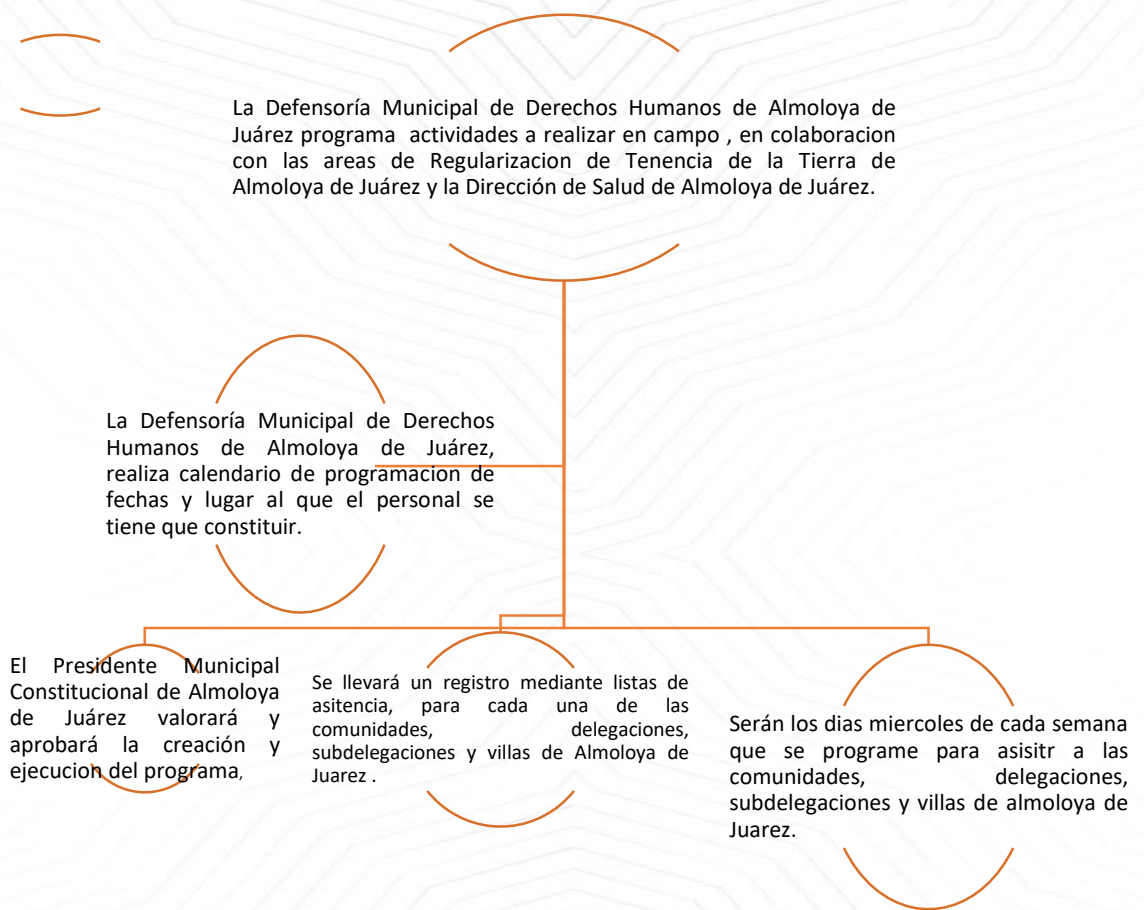 La Defensoría Municipal de Derechos Humanos de Almoloya de
Juárez programa actividades a realizar en campo , en colaboracion
con las areas de Regularizacion de Tenencia de la Tierra de
Almoloya de Juárez y la Dirección de Salud de Almoloya de Juárez.
La Defensoría Municipal de Derechos
Humanos de Almoloya de Juárez,
realiza calendario de programacion de
fechas y lugar al que el personal se
tiene que constituir.
El Presidente Municipal
Constitucional de Almoloya
de Juárez valorará y
aprobará la creación y
ejecucion del programa,
Se llevará un registro mediante listas de
asitencia, para cada una de las
comunidades, delegaciones,
subdelegaciones y villas de Almoloya de
Juarez .
Serán los dias miercoles de cada semana
que se programe para asisitr a las
comunidades, delegaciones,
subdelegaciones y villas de almoloya de
Juarez.